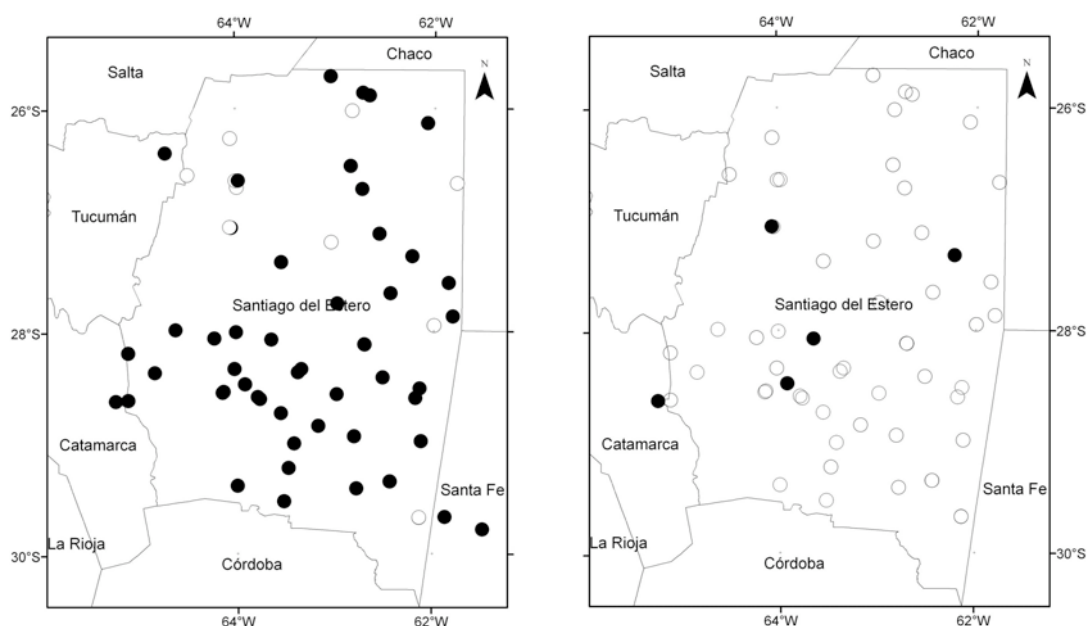 64°W 62°W
Chaco
Salta
N
26°S
Tucumán
Santiago del Estero
28°S
Catamarca
Santa Fe
La Rioja
Córdoba
30°S
64°W 62°W
64°W 62°W
Chaco
Salta
N
26°S
Tucumán
Santiago del Estero
28°S
Catamarca
Santa Fe
La Rioja
Córdoba
30°S
64°W 62°W